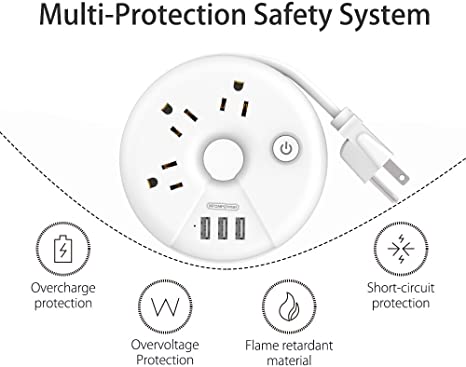 Multi-Protection Safety System
Overcharge
protection
Overvoltage
Protection
Flame retardant
material
Short-circuit
protection